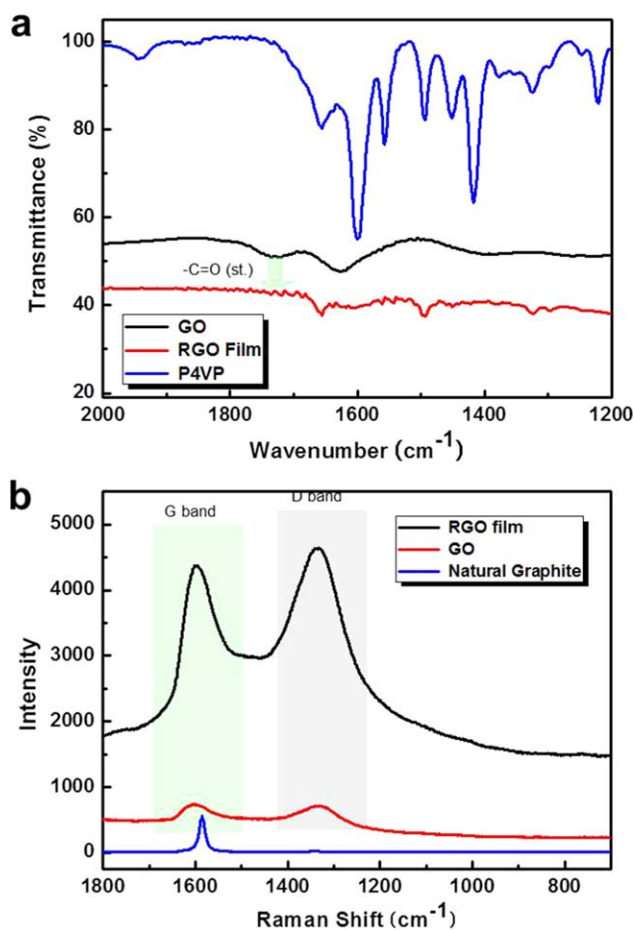 a
100
80
60
40
20
Transmittance (%)
-C=O (st.)
GO
RGO Film
P4VP
2000 1800 1600 1400 1200
Wavenumber (cm-1)
b
G band
D band
5000
4000
3000
2000
1000
0
Intensity
RGO film
GO
Natural Graphite
1800 1600 1400 1200 1000 800
Raman Shift (cm-1)